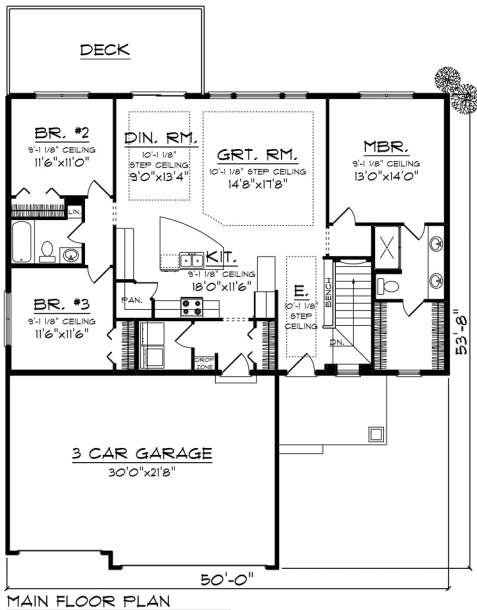 DECK
BR. #2
9'-1 1/8" CEILING
11'6"x11'0"
DIN. RM.
10'-1 1/8"
STEP CEILING
9'0"x13'4"
GRT. RM.
10'-1 1/8" STEP CEILING
14'8"x17'8"
MBR.
9'-1 1/8" CEILING
13'0"x14'0"
LIN.
KIT.
9'-1 1/8" CEILING
18'0"x11'6"
BR. #3
9'-1 1/8" CEILING
11'6"x11'6"
PAN.
E.
10'-1 1/8"
STEP
CEILING
BENCH
DN.
DROP
ZONE
53'-8"
3 CAR GARAGE
30'0"x21'8"
50'-0"
MAIN FLOOR PLAN